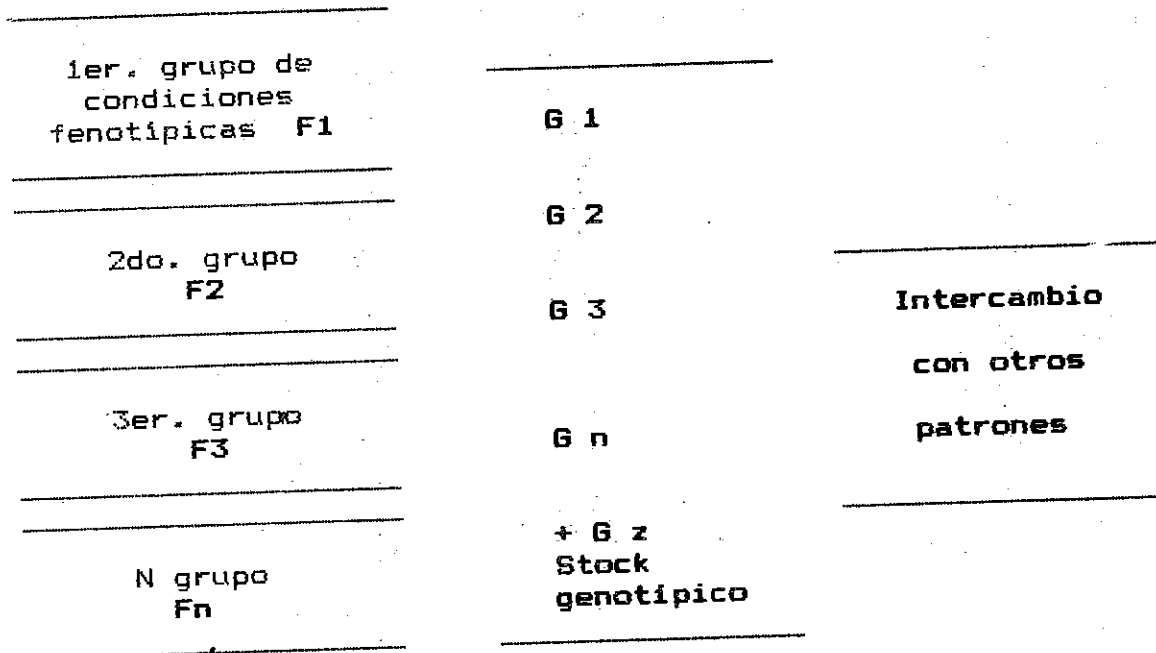 1er. grupo de
condiciones
fenotípicas F1
2do. grupo
F2
3er. grupo
F3
N grupo
Fn
G 1
G 2
G 3
G n
+ G z
Stock
genotípico
Intercambio
con otros
patrones